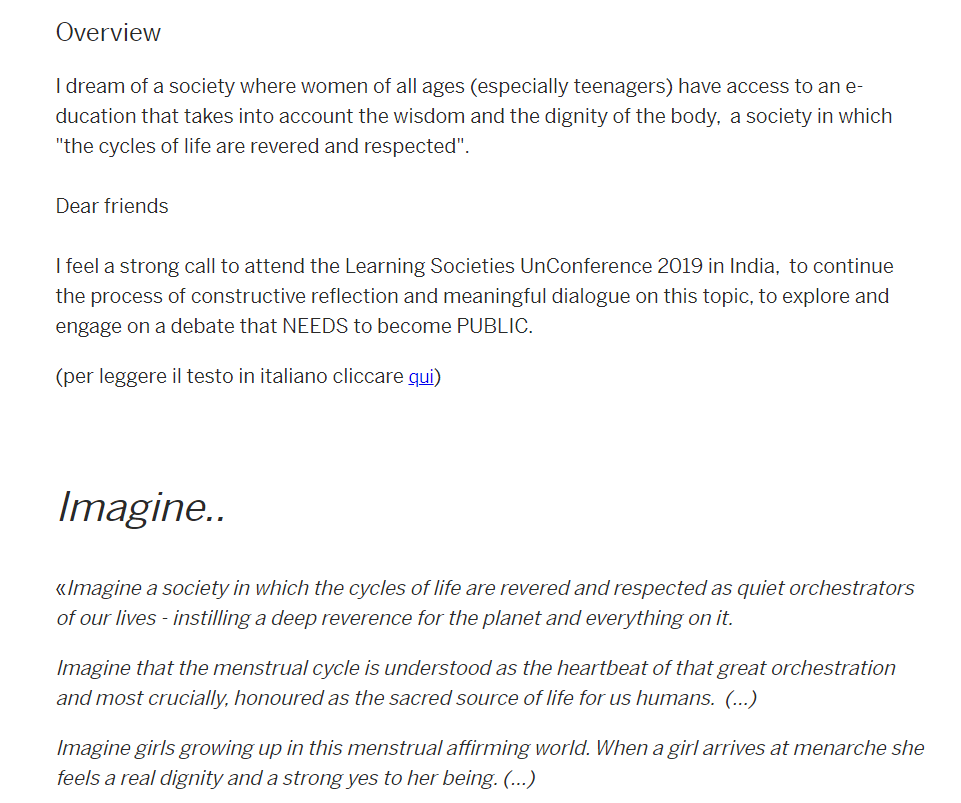 Overview
I dream of a society where women of all ages (especially teenagers) have access to an e-
ducation that takes into account the wisdom and the dignity of the body,  a society in which
"the cycles of life are revered and respected".
Dear friends
I feel a strong call to attend the Learning Societies UnConference 2019 in India,  to continue
the process of constructive reflection and meaningful dialogue on this topic, to explore and
engage on a debate that NEEDS to become PUBLIC.
(per leggere il testo in italiano cliccare qui)
Imagine..
«Imagine a society in which the cycles of life are revered and respected as quiet orchestrators
of our lives - instilling a deep reverence for the planet and everything on it.
Imagine that the menstrual cycle is understood as the heartbeat of that great orchestration
and most crucially, honoured as the sacred source of life for us humans.  (...)
Imagine girls growing up in this menstrual affirming world. When a girl arrives at menarche she
feels a real dignity and a strong yes to her being. (...)